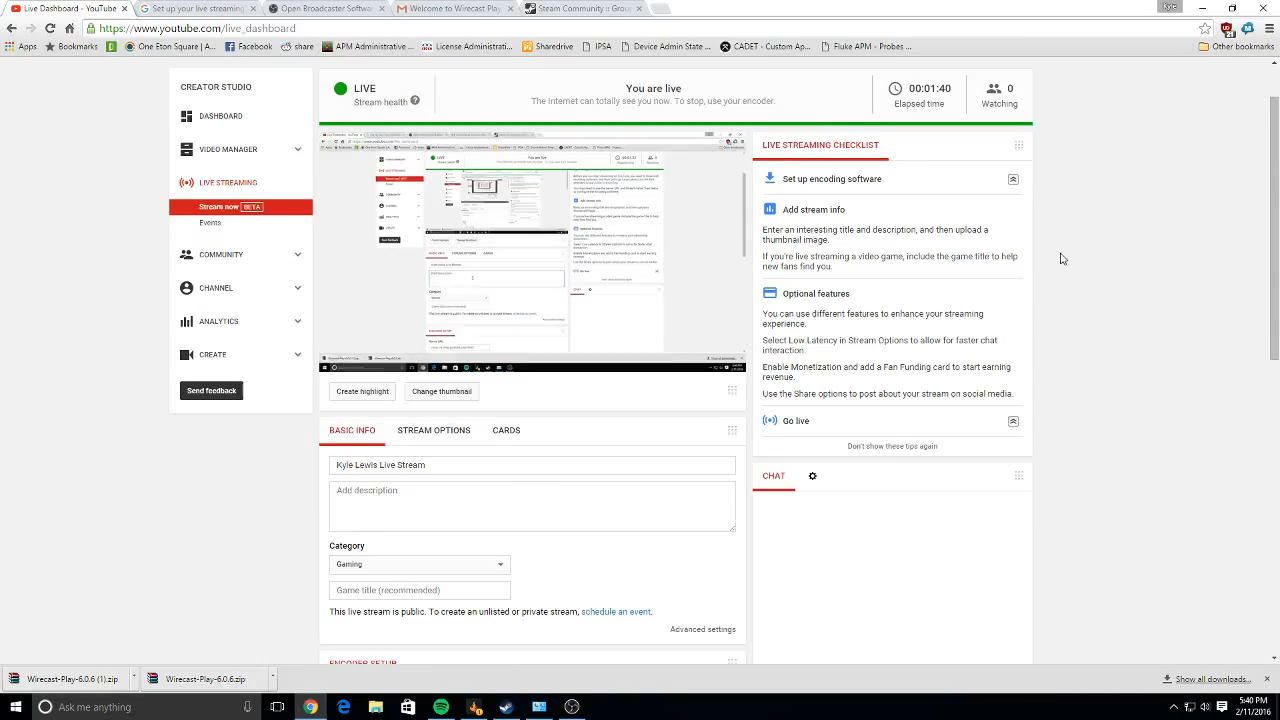 Live Dashboard - YouTube
Set up your live streaming
Open Broadcaster Software
Welcome to Wirecast Play
Steam Community :: Grou
https://www.youtube.com/live_dashboard
Apps
Bookmarks
One Eton Square | ...
Facebook
share
APM Administrative ...
License Administrati...
Sharedrive
IPSA
Device Admin State ...
CADET - Custom Ap...
Fluke APM - Probes ...
Other bookmarks
CREATOR STUDIO
DASHBOARD
VIDEO MANAGER
LIVE STREAMING
Stream now BETA
Events
COMMUNITY
CHANNEL
ANALYTICS
CREATE
Send feedback
LIVE
Stream health
You are live
The Internet can totally see you now. To stop, use your encoder.
00:01:40
Elapsed time
0
Watching
Create highlight
Change thumbnail
BASIC INFO
STREAM OPTIONS
CARDS
Kyle Lewis Live Stream
Add description
Category
Gaming
Game title (recommended)
This live stream is public. To create an unlisted or private stream, schedule an event.
Advanced settings
ENCODER SETUP
Set up encoding software
Add stream info
Enter an interesting title and description, then upload a
thumbnail image.
If you're streaming a video game include the game title to help
new fans find you.
Optional features
You can use different features to enhance your streaming
experience.
Select Low Latency in Stream Options to allow for faster chat
interaction.
Enable Monetization and add a Fan Funding card to start earning
revenue.
Use the Share options to post about your stream on social media.
Go live
Don't show these tips again
CHAT
Wirecast-Play-6.0.6 (1).zip
Wirecast-Play-6.0.6.zip
Show all downloads...
Ask me anything
5:40 PM
2/11/2016